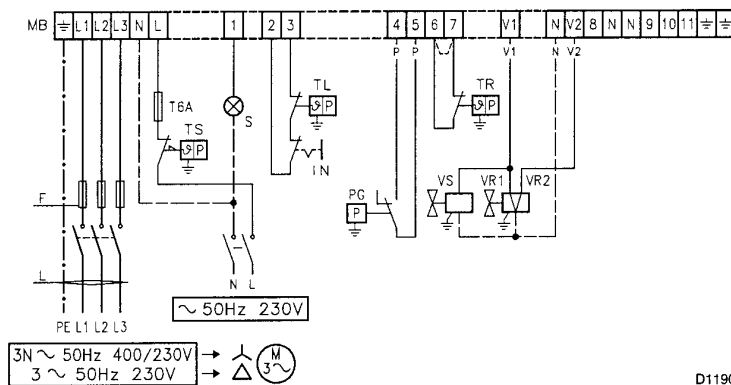 MB ⏚ L1 L2 L3 N L 1 2 3 4 5 6 7 V1 N V2 8 N N 9 10 11 ⏚ ⏚
P P V1 N V2
T6A
TS
ϑ P
S
TL
ϑ P
IN
TR
ϑ P
PG
P
VS
VR1
VR2
F
L
PE L1 L2 L3
N L
~ 50Hz 230V
3N ~ 50Hz 400/230V
3 ~ 50Hz 230V
M
3~
D1190